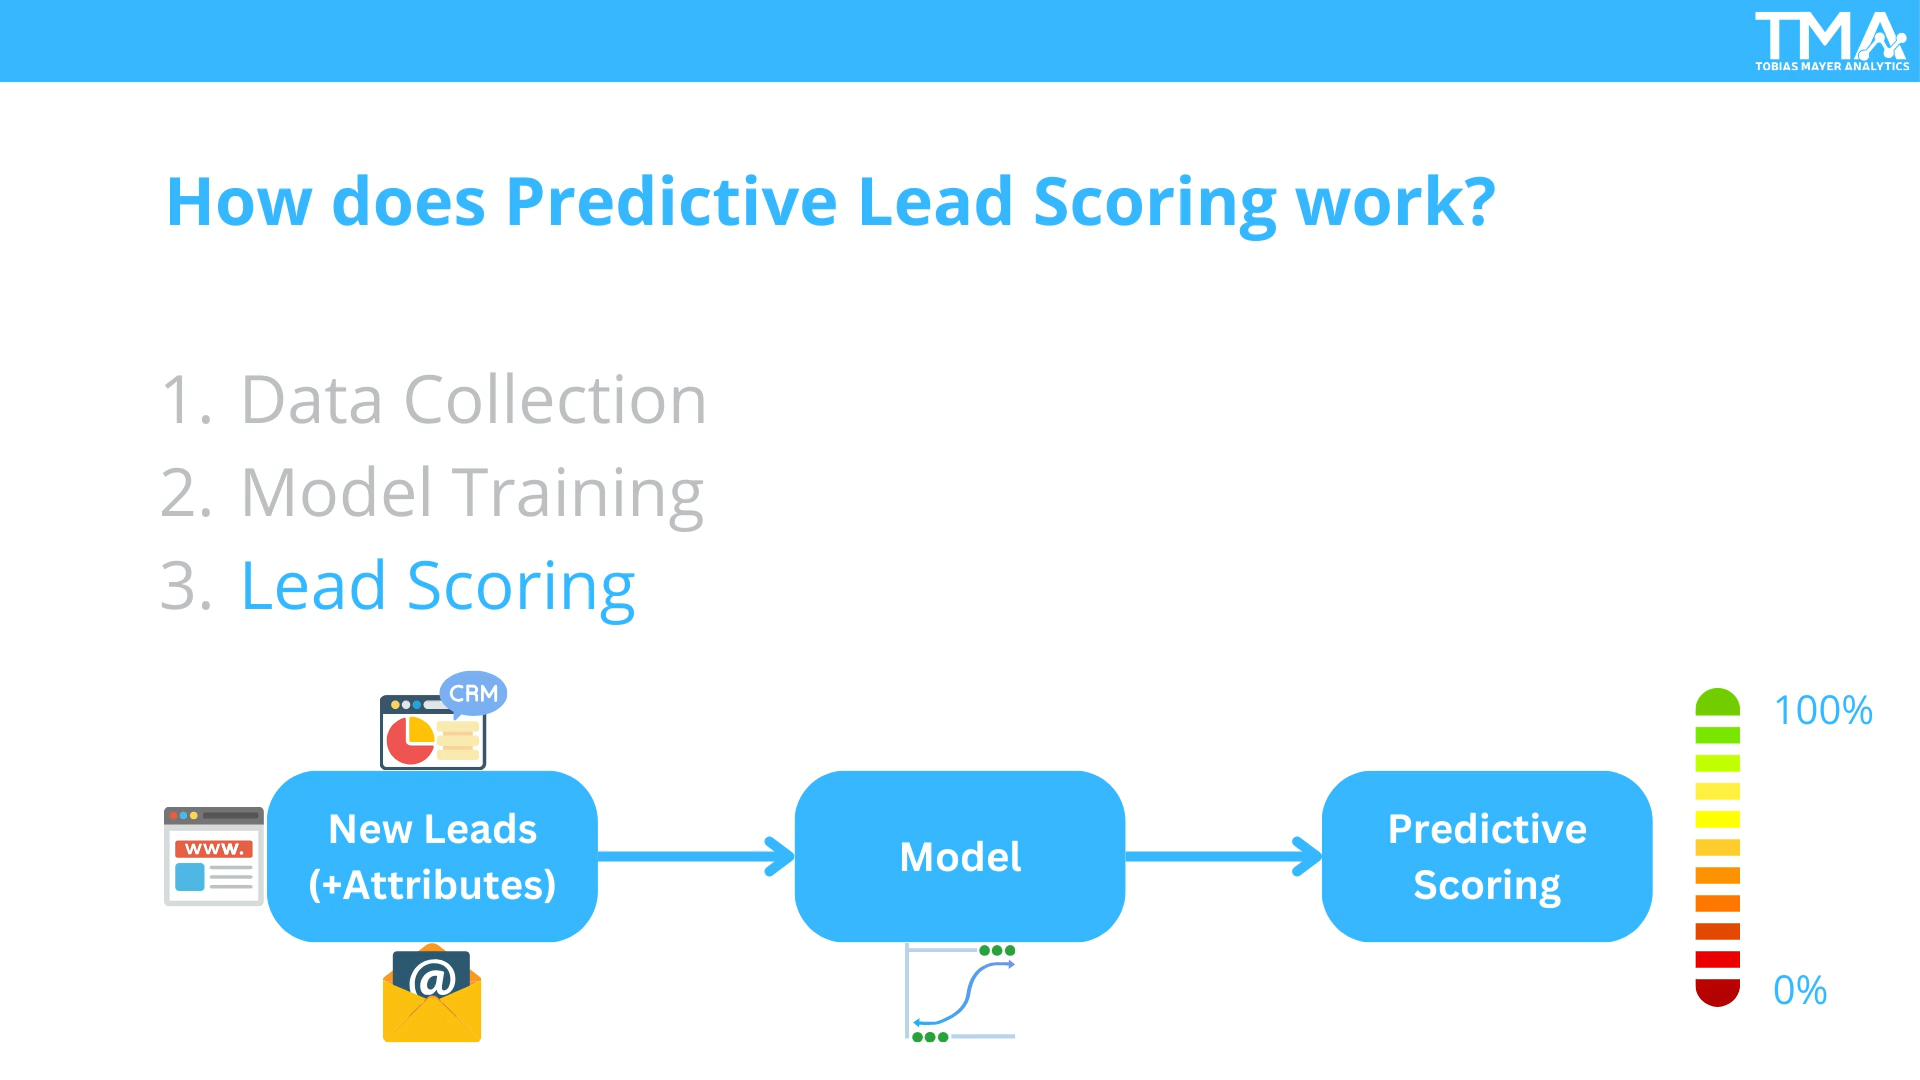 TMA
TOBIAS MAYER ANALYTICS
How does Predictive Lead Scoring work?
1. Data Collection
2. Model Training
3. Lead Scoring
CRM
www.
New Leads
(+Attributes)
@
Model
Predictive
Scoring
100%
0%